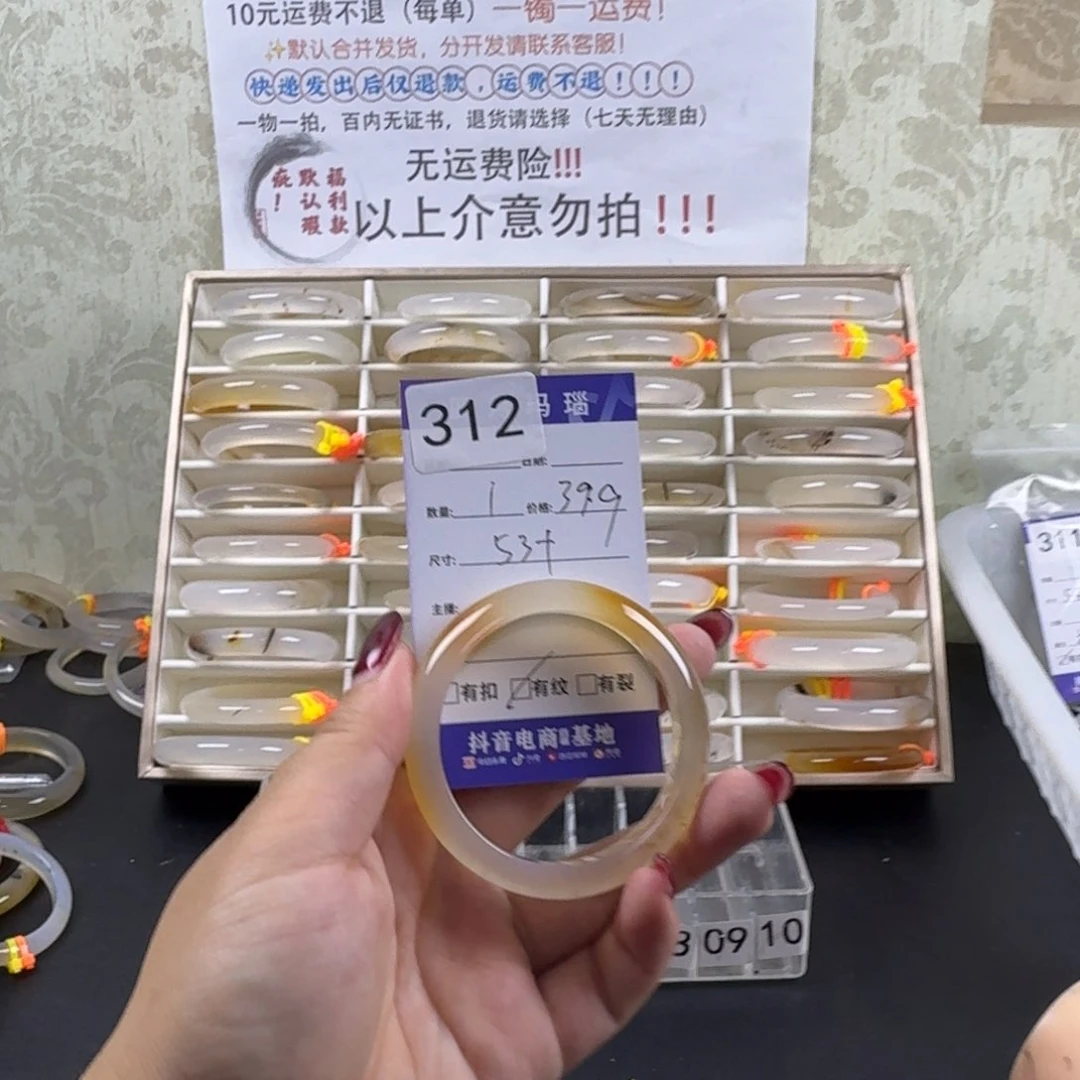 10元运费不退（每单）一镯一运费！
✨默认合并发货，分开发请联系客服！
快递发出后仅退款，运费不退！！！
一物一拍，百内无证书，退货请选择（七天无理由）
无运费险!!!
以上介意勿拍!!!
福利款
默认瑕
疵！
312
玛瑙
数量: 1 价格: 399
尺寸: 53+
主播:
有扣 有纹 有裂
抖音电商 基地
311
09 10